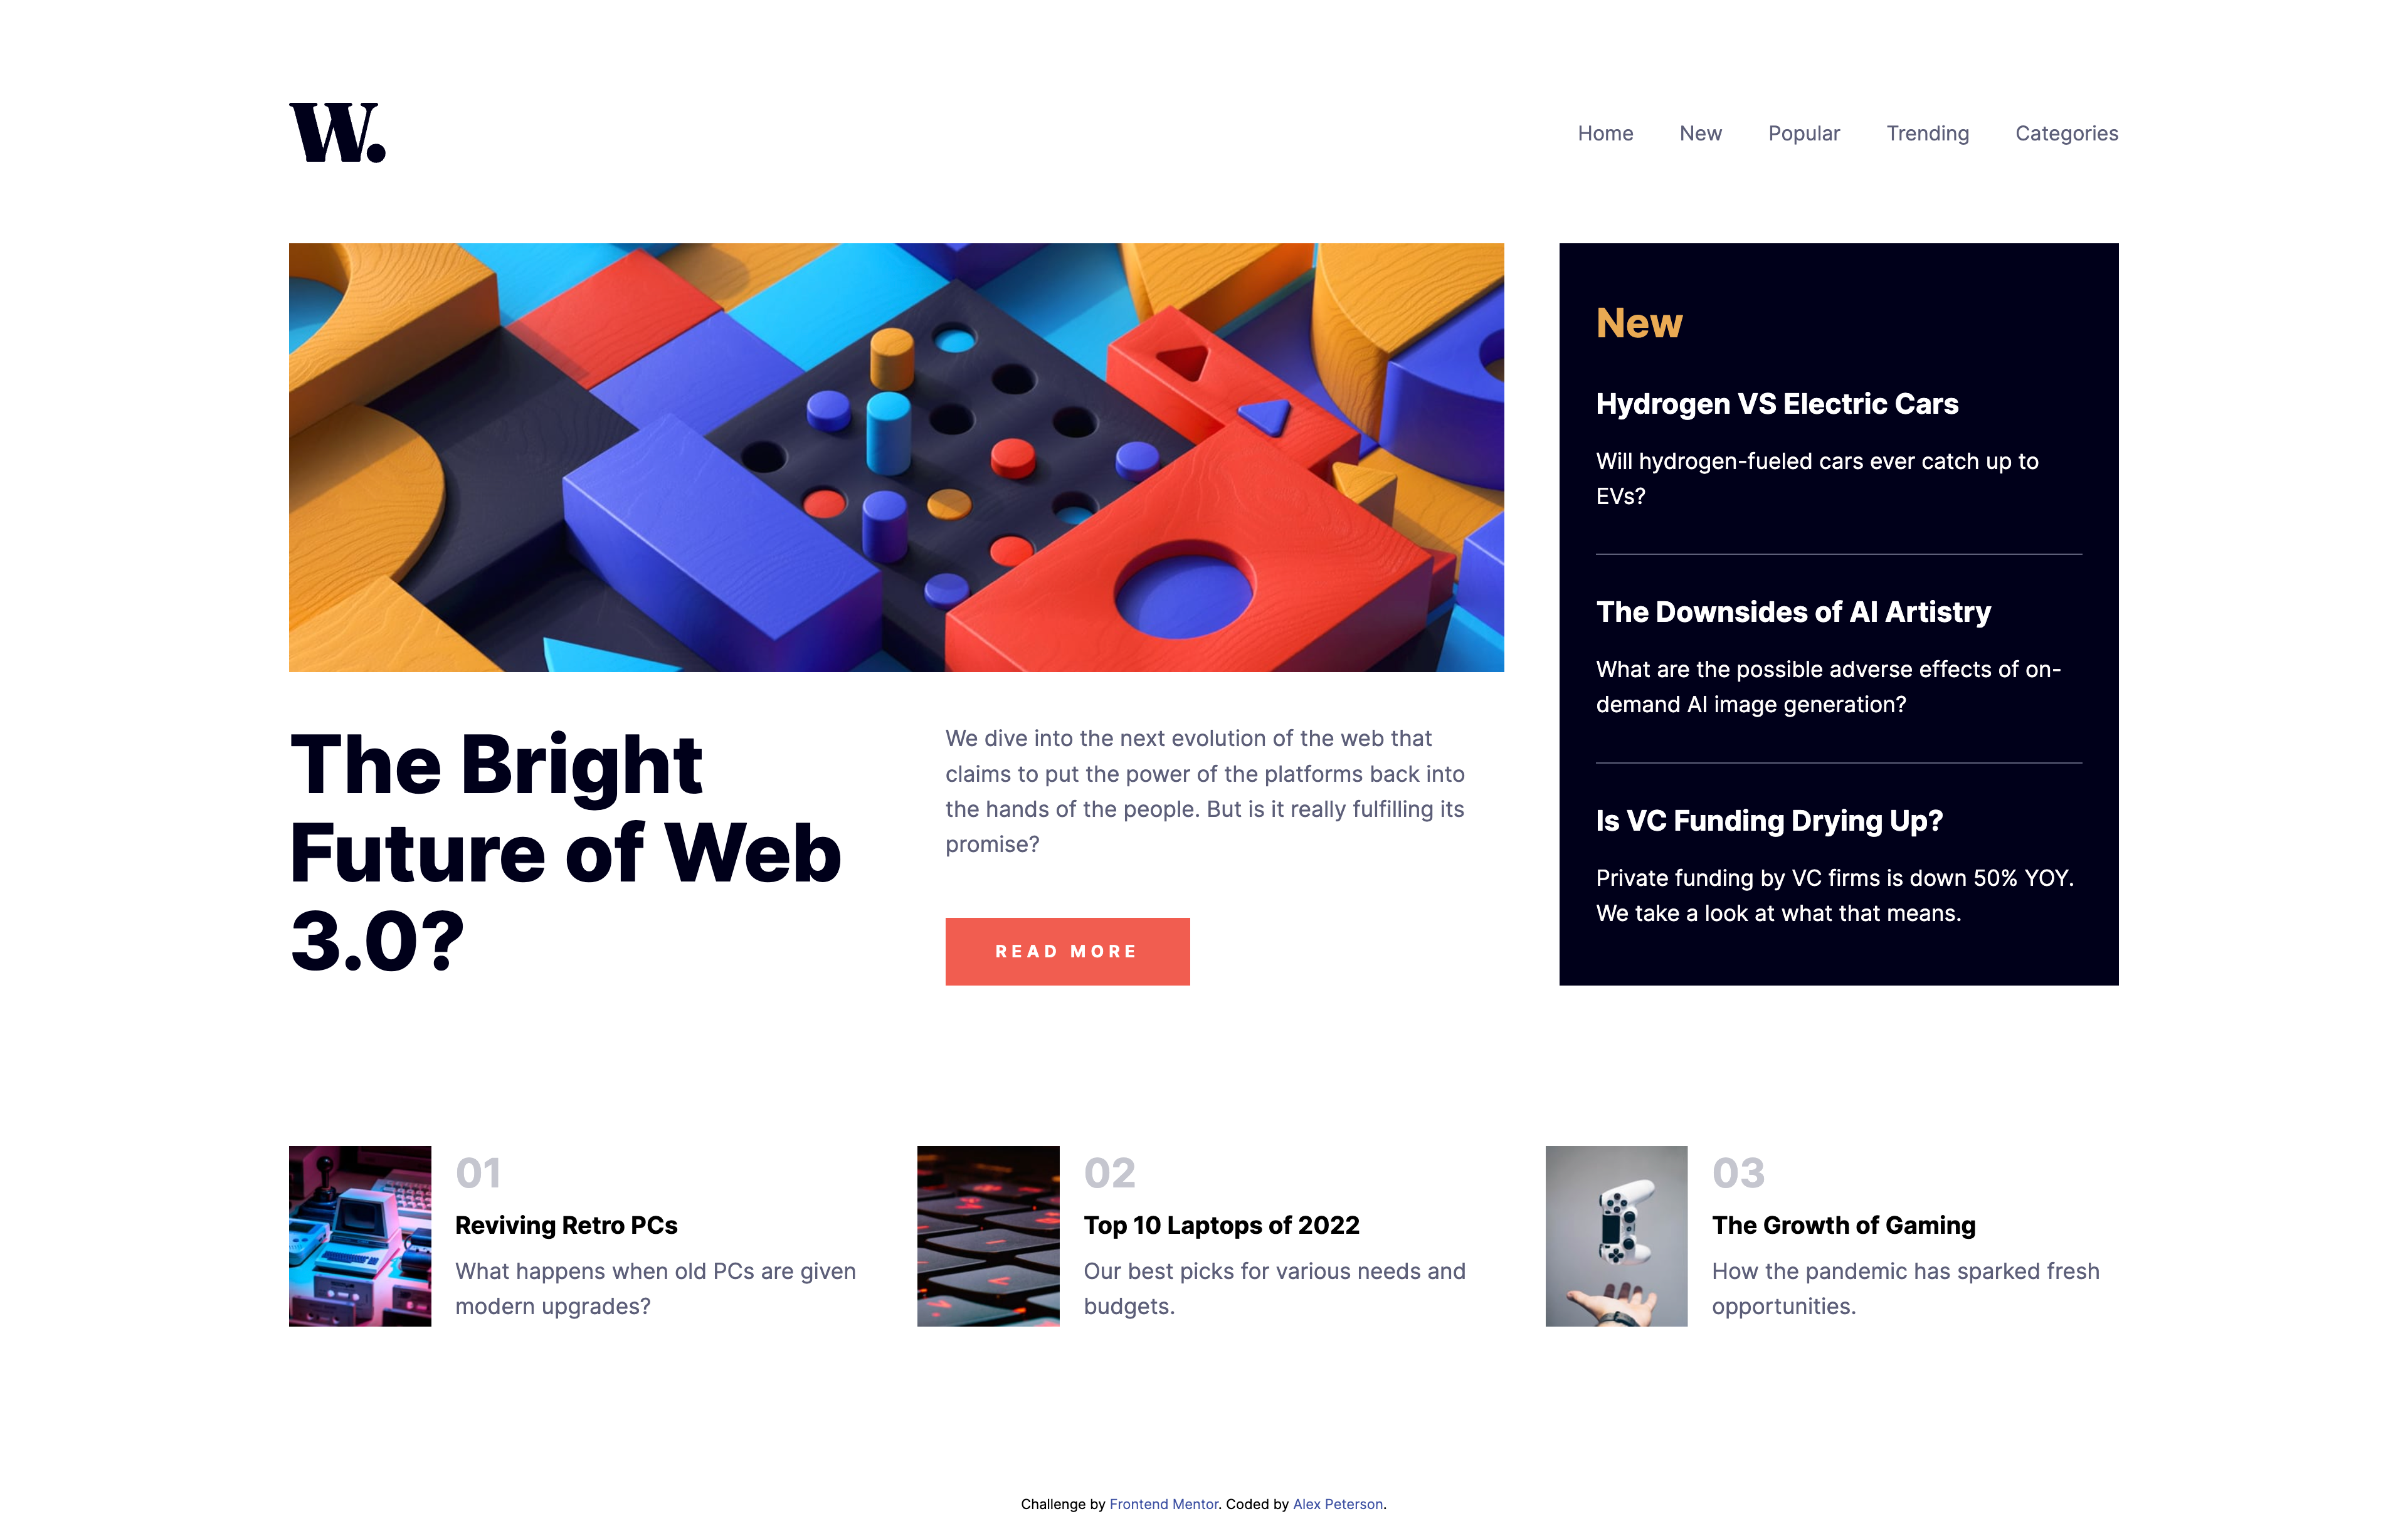 W.
Home New Popular Trending Categories
The Bright
Future of Web
3.0?
We dive into the next evolution of the web that
claims to put the power of the platforms back into
the hands of the people. But is it really fulfilling its
promise?
READ MORE
New
Hydrogen VS Electric Cars
Will hydrogen-fueled cars ever catch up to
EVs?
The Downsides of AI Artistry
What are the possible adverse effects of on-
demand AI image generation?
Is VC Funding Drying Up?
Private funding by VC firms is down 50% YOY.
We take a look at what that means.
01
Reviving Retro PCs
What happens when old PCs are given
modern upgrades?
02
Top 10 Laptops of 2022
Our best picks for various needs and
budgets.
03
The Growth of Gaming
How the pandemic has sparked fresh
opportunities.
Challenge by Frontend Mentor. Coded by Alex Peterson.